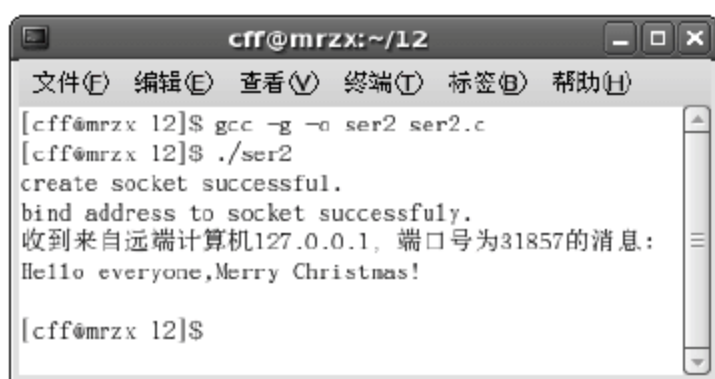 cff@mrzx:~/12
文件(F) 编辑(E) 查看(V) 终端(T) 标签(B) 帮助(H)
[cff@mrzx 12]$ gcc -g -o ser2 ser2.c
[cff@mrzx 12]$ ./ser2
create socket successful.
bind address to socket successfuly.
收到来自远端计算机127.0.0.1, 端口号为31857的消息:
Hello everyone,Merry Christmas!
[cff@mrzx 12]$